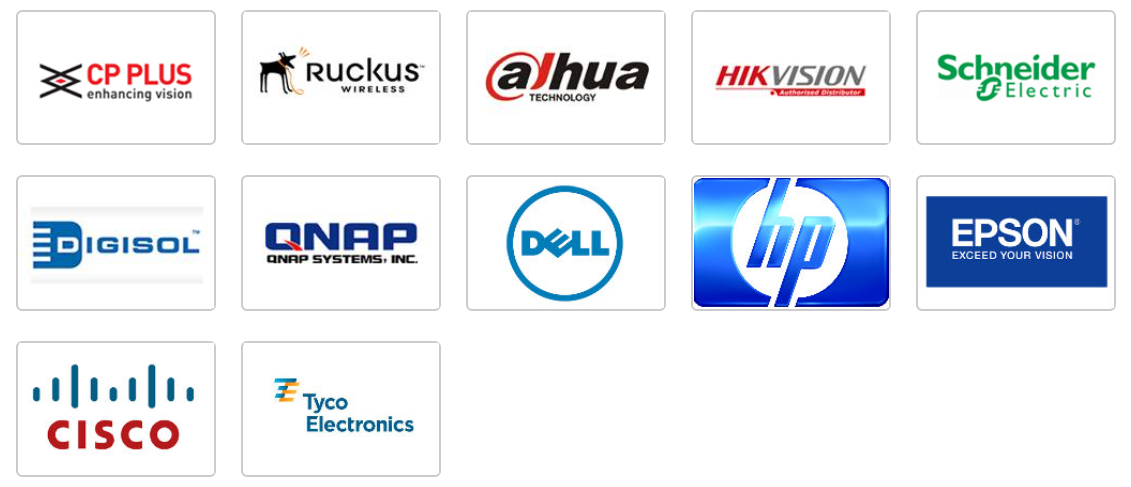 CP PLUS
enhancing vision
RUCKUS™
WIRELESS
alhua
TECHNOLOGY
HIKVISION
Authorised Distributor
Schneider
Electric
DIGISOL™
QNAP
QNAP SYSTEMS, INC.
DELL
hp
EPSON®
EXCEED YOUR VISION
CISCO
Tyco
Electronics